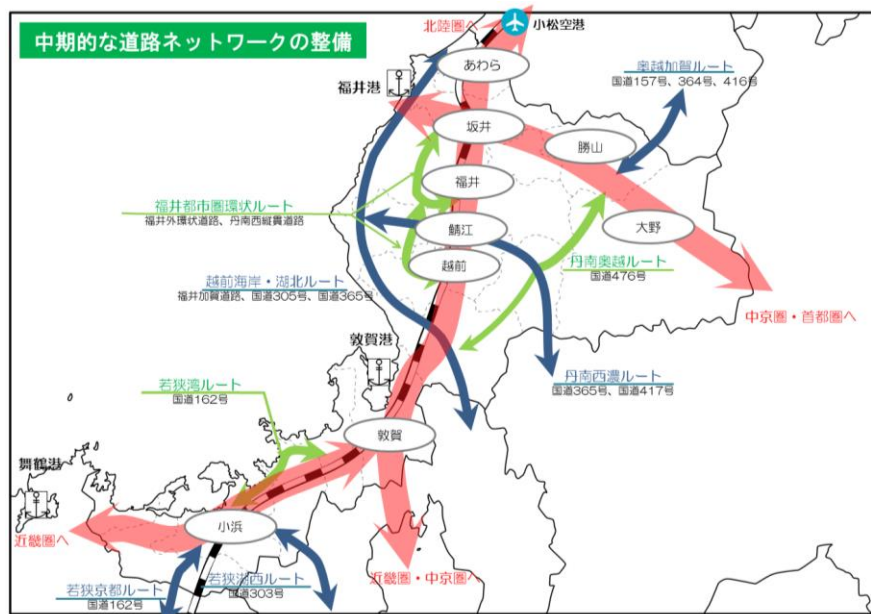 中期的な道路ネットワークの整備
北陸圏へ
小松空港
あわら
福井港
奥越加賀ルート
国道157号、364号、416号
坂井
勝山
福井
福井都市圏環状ルート
福井外環状道路、丹南西縦貫道路
鯖江
大野
越前
丹南奥越ルート
国道476号
越前海岸・湖北ルート
福井加賀道路、国道305号、国道365号
中京圏・首都圏へ
敦賀港
丹南西濃ルート
国道365号、国道417号
若狭湾ルート
国道162号
敦賀
舞鶴港
小浜
近畿圏へ
近畿圏・中京圏へ
若狭京都ルート
国道162号
若狭湖西ルート
国道303号